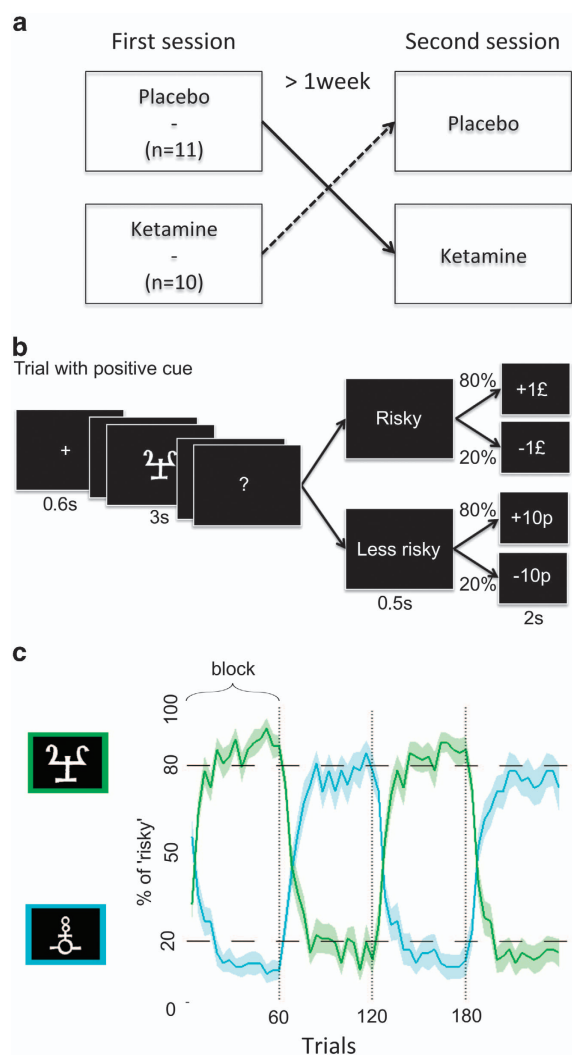 a
First session
Second session
> 1week
Placebo
-
(n=11)
Placebo
Ketamine
-
(n=10)
Ketamine
b
Trial with positive cue
+
0.6s
3s
?
Risky
80%
+1£
20%
-1£
Less risky
80%
+10p
20%
-10p
0.5s
2s
c
block
% of 'risky'
100
80
50
20
0
60
120
180
Trials